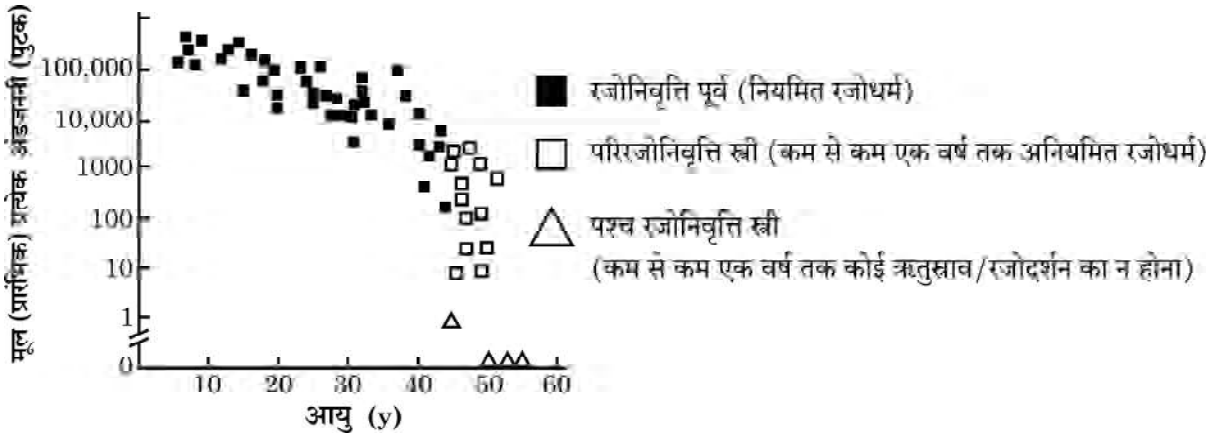 मूल (प्रारंभिक) प्रत्येक अंडजननी (पुटक)
100,000
10,000
1000
100
10
1
0
10 20 30 40 50 60
आयु (y)
रजोनिवृत्ति पूर्व (नियमित रजोधर्म)
परिरजोनिवृत्ति स्त्री (कम से कम एक वर्ष तक अनियमित रजोधर्म)
पश्च रजोनिवृत्ति स्त्री
(कम से कम एक वर्ष तक कोई ऋतुस्राव/रजोदर्शन का न होना)